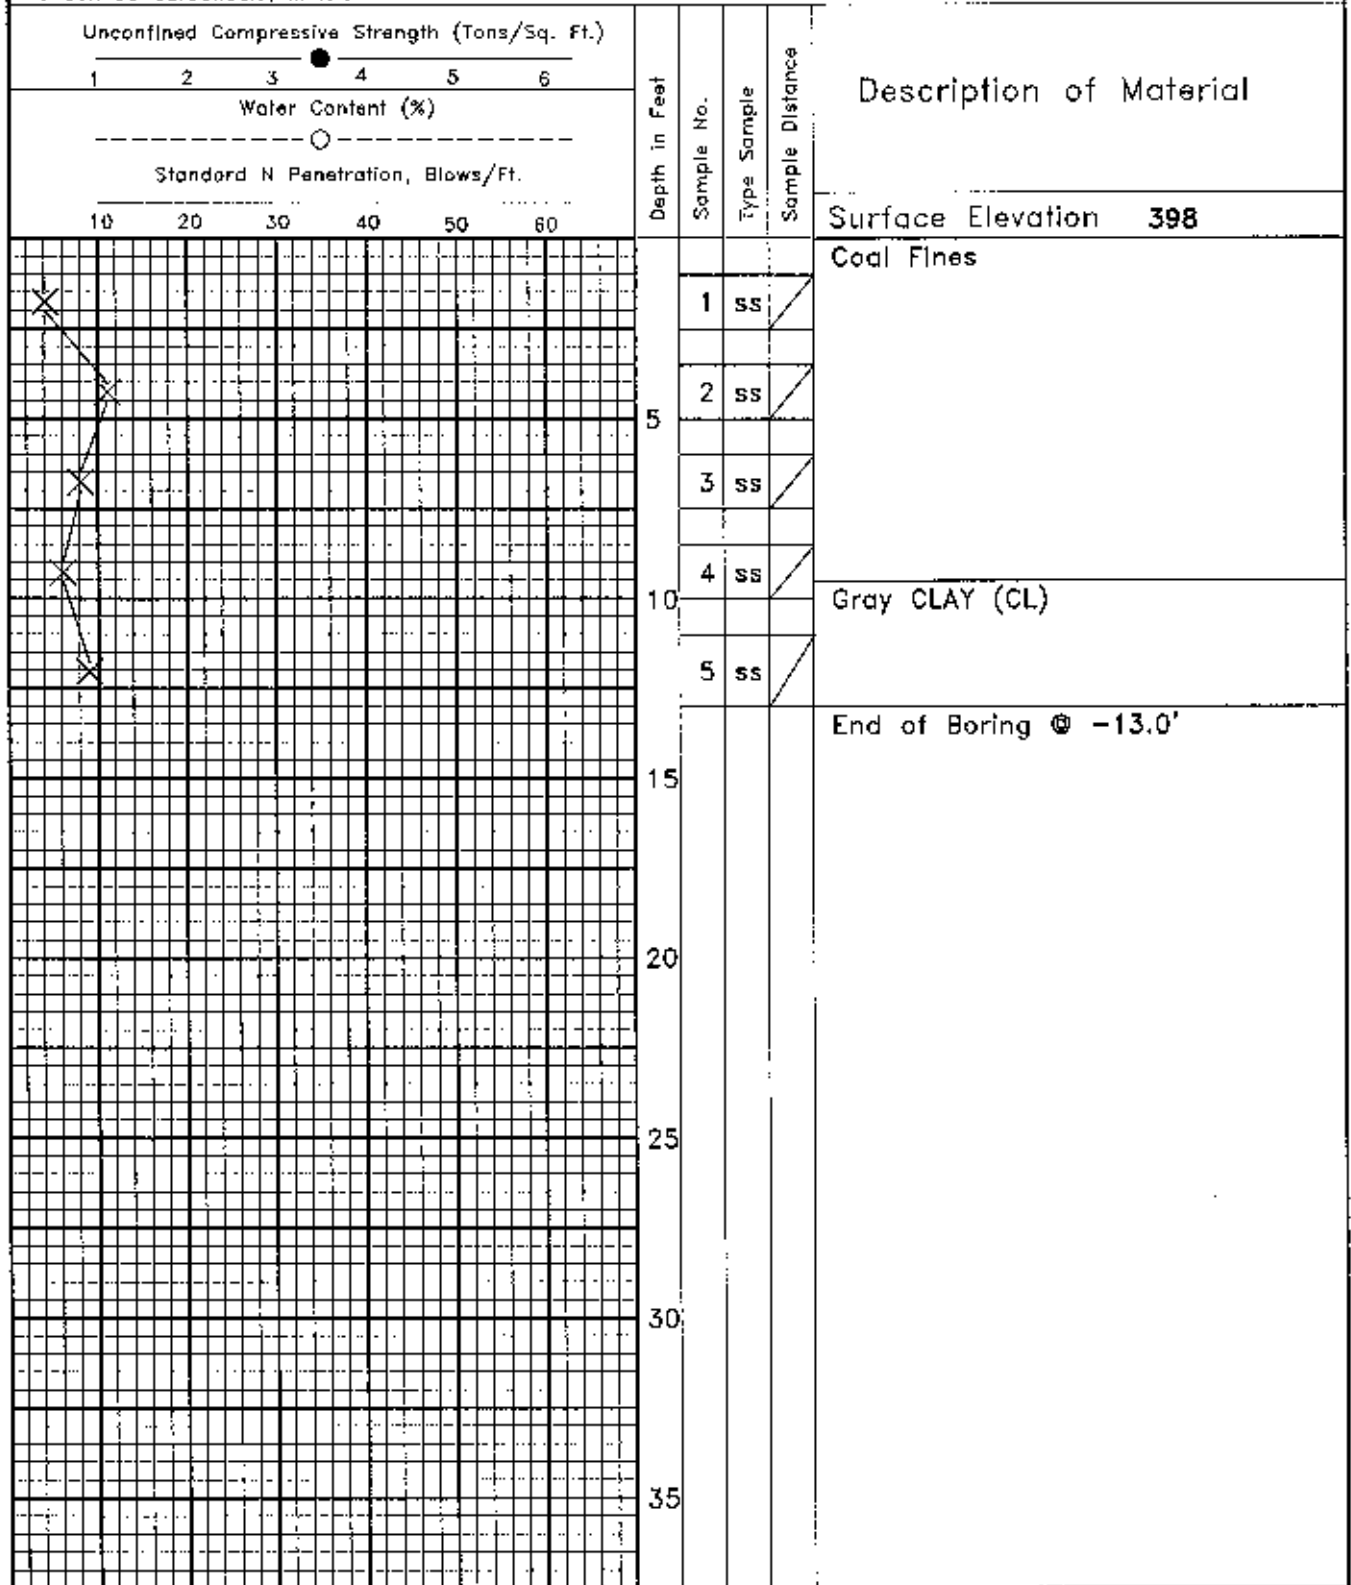 Unconfined Compressive Strength (Tons/Sq. Ft.)
1 2 3 4 5 6
Water Content (%)
Standard N Penetration, Blows/Ft.
10 20 30 40 50 60
Depth in Feet
Sample No.
Type Sample
Sample Distance
Description of Material
Surface Elevation 398
Coal Fines
1 ss
2 ss
5
3 ss
4 ss
10
Gray CLAY (CL)
5 ss
End of Boring @ -13.0'
15
20
25
30
35